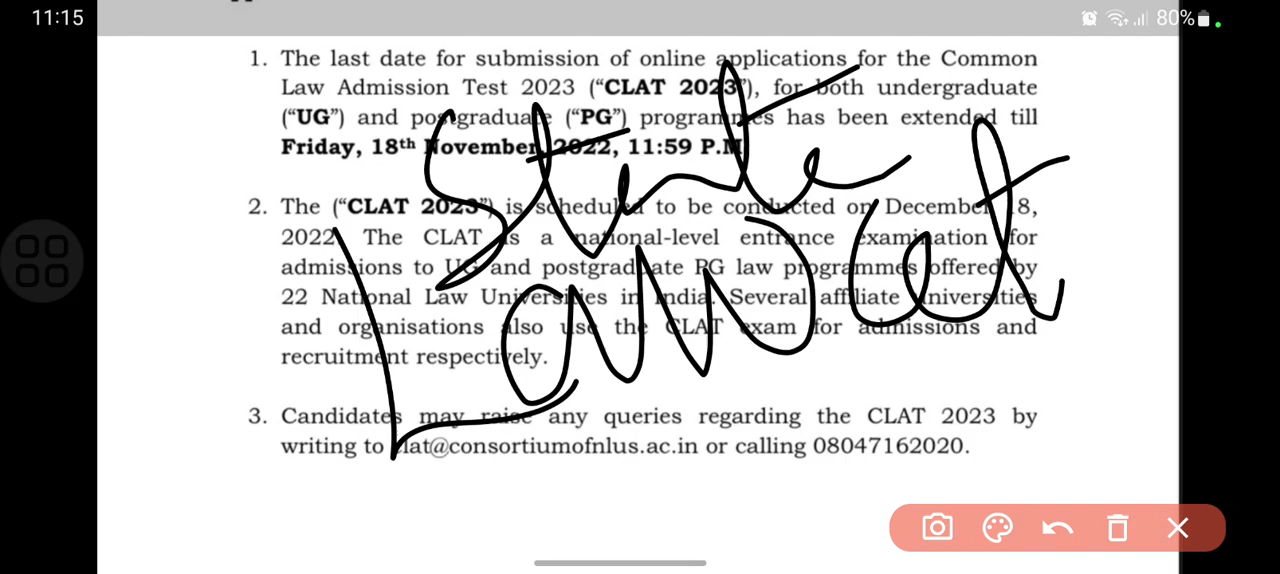 11:15
80%
1. The last date for submission of online applications for the Common
Law Admission Test 2023 (“CLAT 2023”), for both undergraduate
(“UG”) and postgraduate (“PG”) programmes has been extended till
Friday, 18th November, 2022, 11:59 P.M
2. The (“CLAT 2023”) is scheduled to be conducted on December 18,
2022. The CLAT is a national-level entrance examination for
admissions to UG and postgraduate PG law programmes offered by
22 National Law Universities in India. Several affiliate universities
and organisations also use the CLAT exam for admissions and
recruitment respectively.
3. Candidates may raise any queries regarding the CLAT 2023 by
writing to clat@consortiumofnlus.ac.in or calling 08047162020.
State